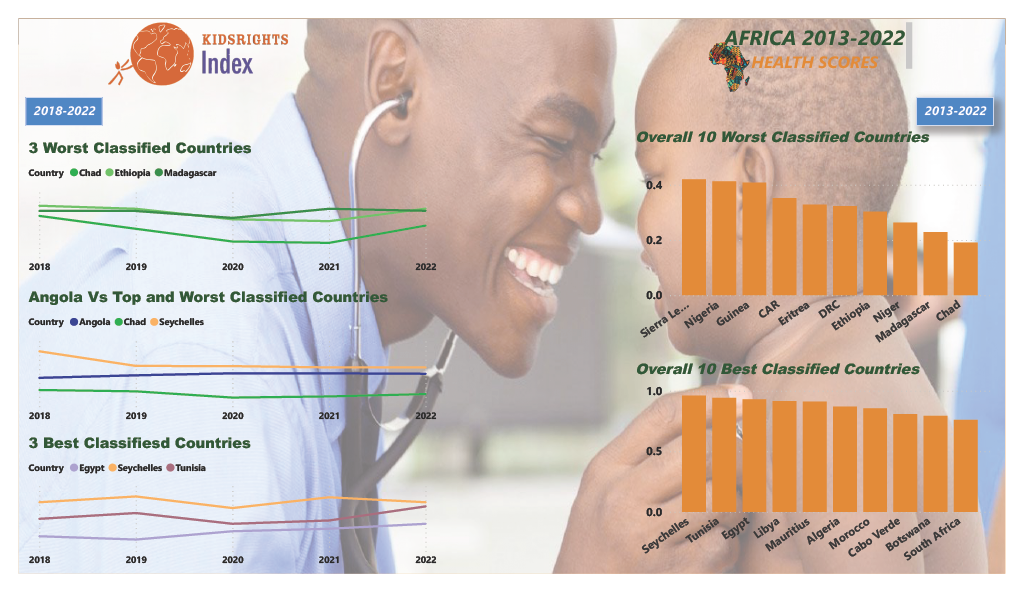 KIDSRIGHTS
Index
AFRICA 2013-2022
HEALTH SCORES
2018-2022
2013-2022
3 Worst Classified Countries
Country Chad Ethiopia Madagascar
2018 2019 2020 2021 2022
Angola Vs Top and Worst Classified Countries
Country Angola Chad Seychelles
2018 2019 2020 2021 2022
3 Best Classifiesd Countries
Country Egypt Seychelles Tunisia
2018 2019 2020 2021 2022
Overall 10 Worst Classified Countries
0.4
0.2
0.0
Sierra Le... Nigeria Guinea CAR Eritrea DRC Ethiopia Niger Madagascar Chad
Overall 10 Best Classified Countries
1.0
0.5
0.0
Seychelles Tunisia Egypt Libya Mauritius Algeria Morocco Cabo Verde Botswana South Africa